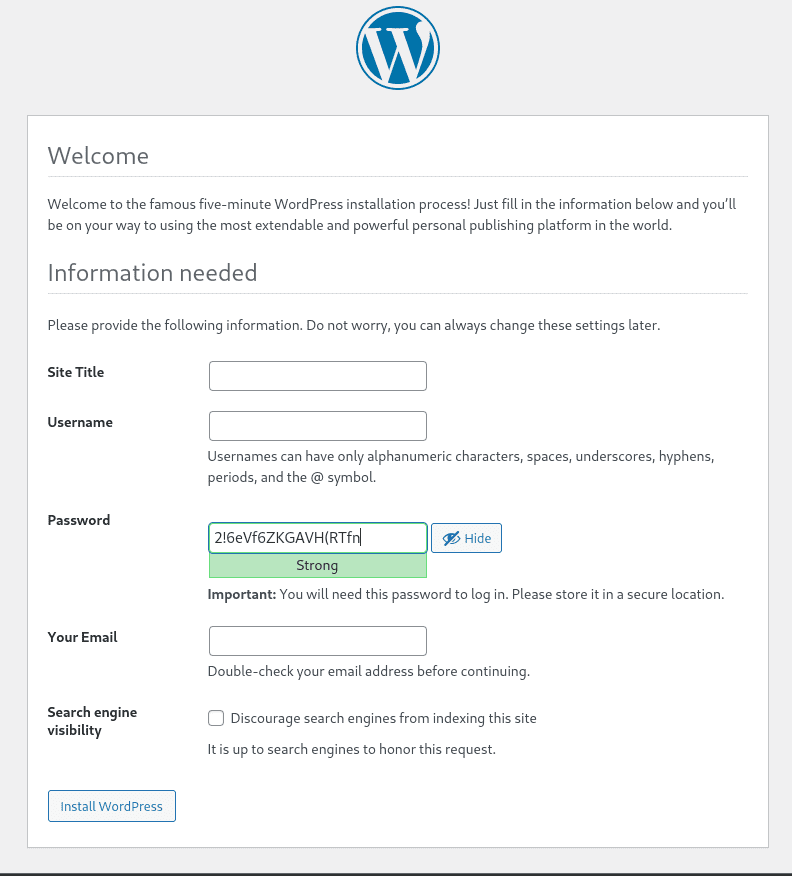 Welcome
Welcome to the famous five-minute WordPress installation process! Just fill in the information below and you’ll
be on your way to using the most extendable and powerful personal publishing platform in the world.
Information needed
Please provide the following information. Do not worry, you can always change these settings later.
Site Title
Username
Usernames can have only alphanumeric characters, spaces, underscores, hyphens,
periods, and the @ symbol.
Password
2!6eVf6ZKGAVH(RTfn
Hide
Strong
Important: You will need this password to log in. Please store it in a secure location.
Your Email
Double-check your email address before continuing.
Search engine
visibility
Discourage search engines from indexing this site
It is up to search engines to honor this request.
Install WordPress